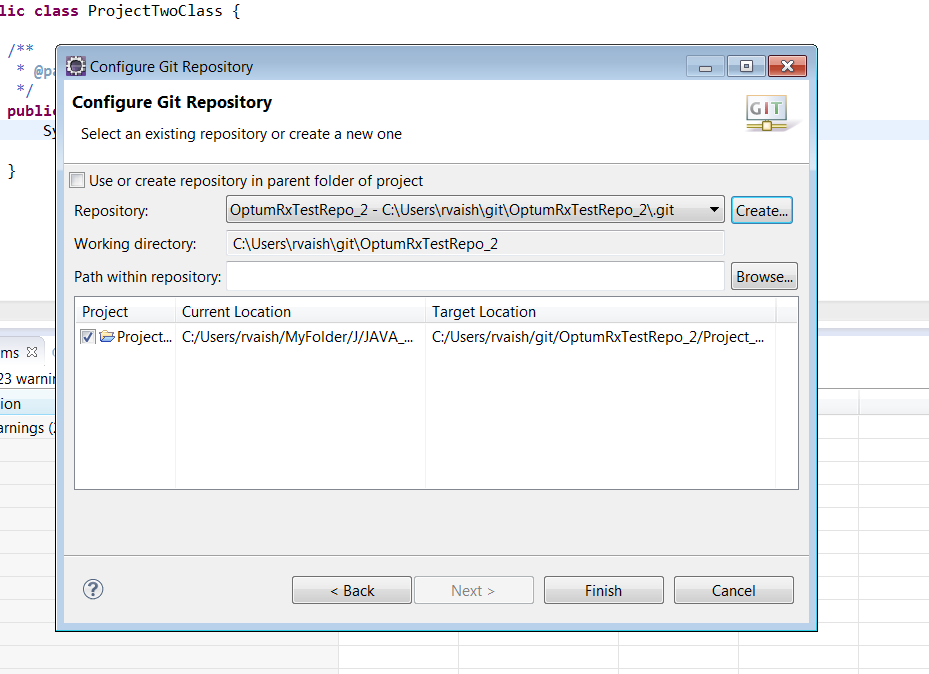 lic class ProjectTwoClass {
/**
* @pa
*/
public
Sy
}
Configure Git Repository
Configure Git Repository
GIT
Select an existing repository or create a new one
Use or create repository in parent folder of project
Repository: OptumRxTestRepo_2 - C:\Users\rvaish\git\OptumRxTestRepo_2\.git Create...
Working directory: C:\Users\rvaish\git\OptumRxTestRepo_2
Path within repository: Browse...
Project Current Location Target Location
Project... C:/Users/rvaish/MyFolder/J/JAVA_... C:/Users/rvaish/git/OptumRxTestRepo_2/Project_...
ms
23 warnin
ion
arnings (2
? < Back Next > Finish Cancel